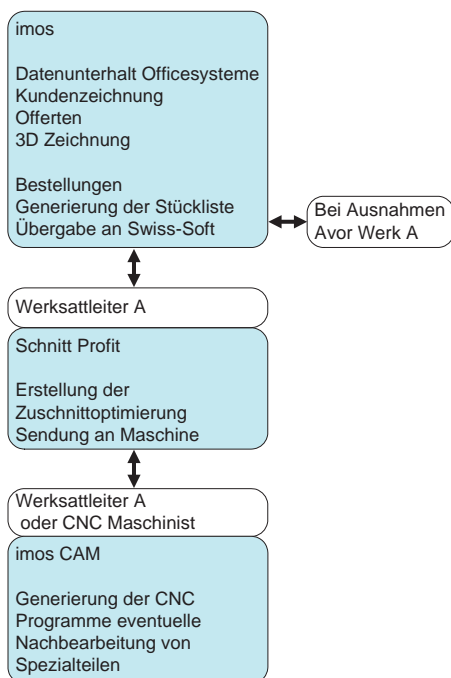 imos
Datenunterhalt Officesysteme
Kundenzeichnung
Offerten
3D Zeichnung
Bestellungen
Generierung der Stückliste
Übergabe an Swiss-Soft
Bei Ausnahmen
Avor Werk A
Werksattleiter A
Schnitt Profit
Erstellung der
Zuschnittoptimierung
Sendung an Maschine
Werksattleiter A
oder CNC Maschinist
imos CAM
Generierung der CNC
Programme eventuelle
Nachbearbeitung von
Spezialteilen